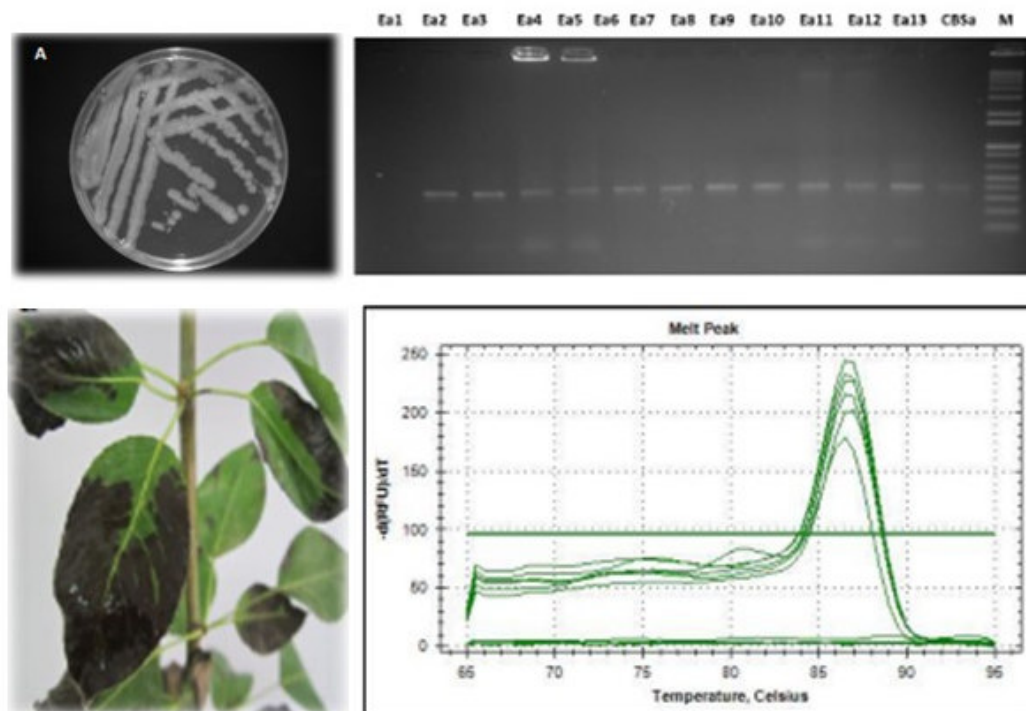 Ea1 Ea2 Ea3 Ea4 Ea5 Ea6 Ea7 Ea8 Ea9 Ea10 Ea11 Ea12 Ea13 CBSa M
A
Melt Peak
-d(RFU)/dT
250
200
150
100
50
0
65 70 75 80 85 90 95
Temperature, Celsius